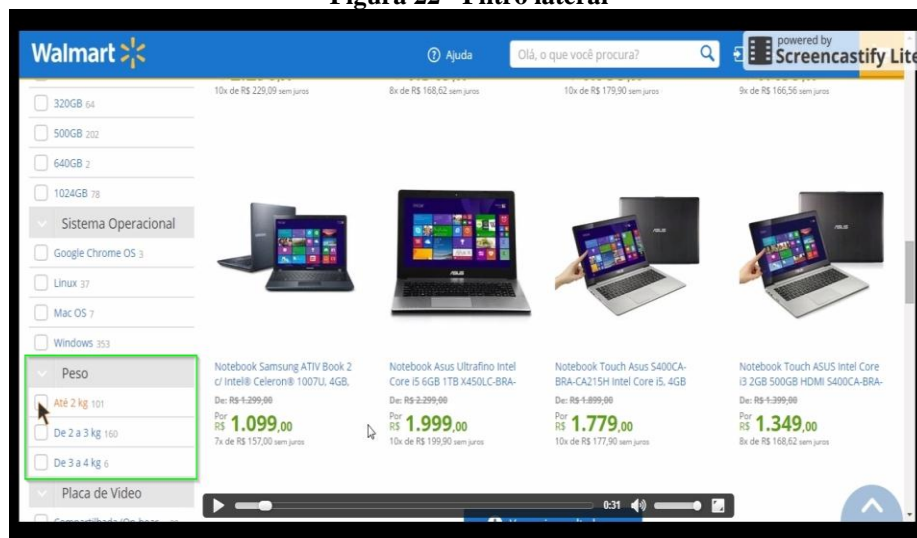 Figura 22 - Filtro lateral
Walmart
Ajuda
Olá, o que você procura?
powered by
Screencastify Lite
10x de R$ 229,09 sem juros
8x de R$ 168,62 sem juros
10x de R$ 179,90 sem juros
9x de R$ 166,56 sem juros
320GB 64
500GB 202
640GB 2
1024GB 78
Sistema Operacional
Google Chrome OS 3
Linux 37
Mac OS 7
Windows 353
Peso
Até 2 kg 101
De 2 a 3 kg 160
De 3 a 4 kg 6
Placa de Video
Notebook Samsung ATIV Book 2
c/ Intel® Celeron® 1007U, 4GB,
De: R$ 1.299,00
Por
R$ 1.099,00
7x de R$ 157,00 sem juros
Notebook Asus Ultrafino Intel
Core i5 6GB 1TB X450LC-BRA-
De: R$ 2.299,00
Por
R$ 1.999,00
10x de R$ 199,90 sem juros
Notebook Touch Asus S400CA-
BRA-CA215H Intel Core i5, 4GB
De: R$ 1.899,00
Por
R$ 1.779,00
10x de R$ 177,90 sem juros
Notebook Touch ASUS Intel Core
i3 2GB 500GB HDMI S400CA-BRA-
De: R$ 1.399,00
Por
R$ 1.349,00
8x de R$ 168,62 sem juros
0:31